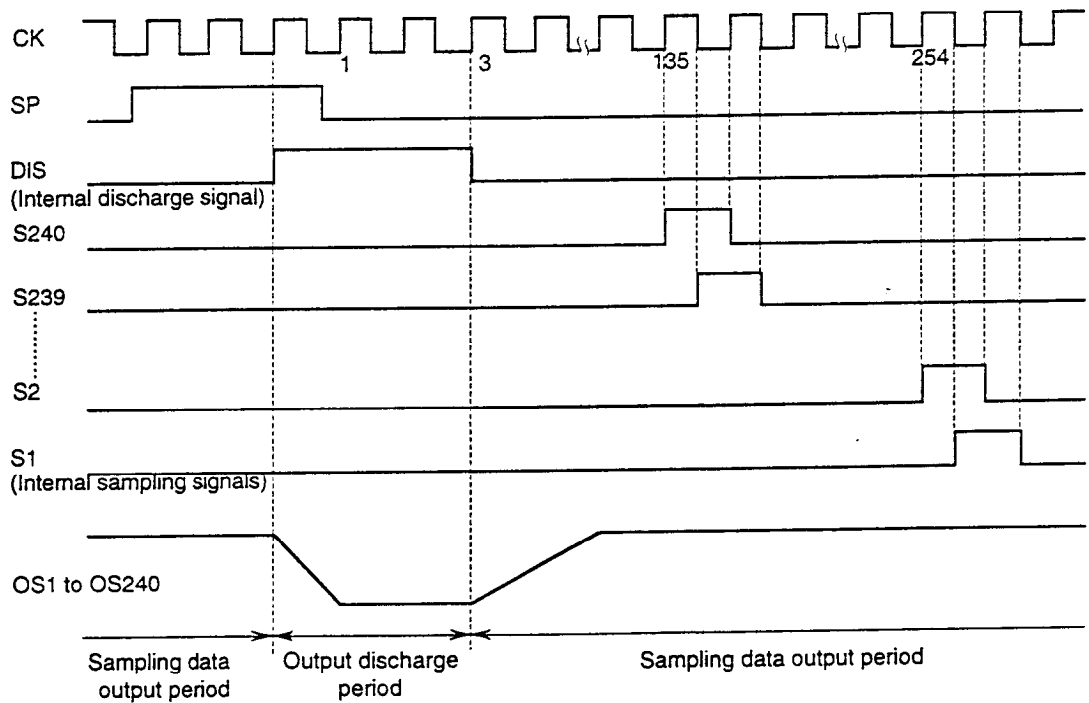 CK
1
3
135
254
SP
DIS
(Internal discharge signal)
S240
S239
S2
S1
(Internal sampling signals)
OS1 to OS240
Sampling data
output period
Output discharge
period
Sampling data output period